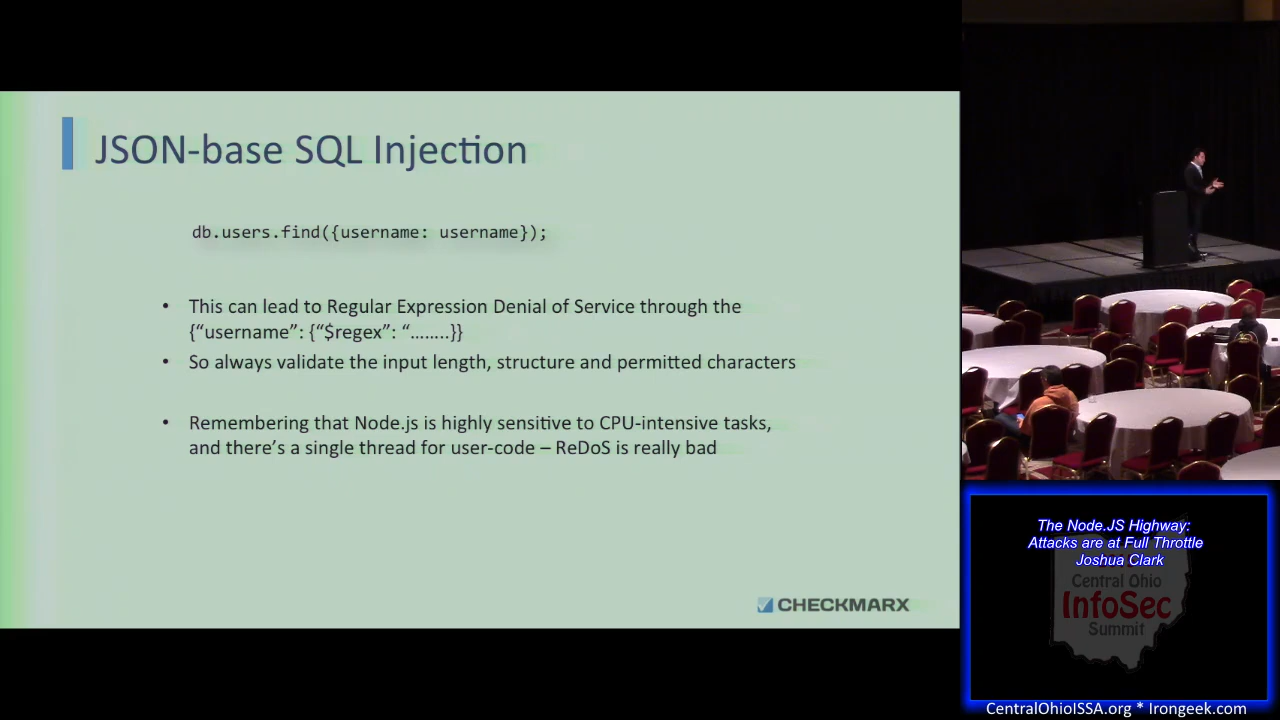 JSON-base SQL Injection
db.users.find({username: username});
• This can lead to Regular Expression Denial of Service through the
{“username”: {“$regex”: “........}}
• So always validate the input length, structure and permitted characters
• Remembering that Node.js is highly sensitive to CPU-intensive tasks,
and there’s a single thread for user-code – ReDoS is really bad
CHECKMARX
The Node.JS Highway:
Attacks are at Full Throttle
Joshua Clark
Central Ohio
InfoSec
Summit
CentralOhioISSA.org * Irongeek.com